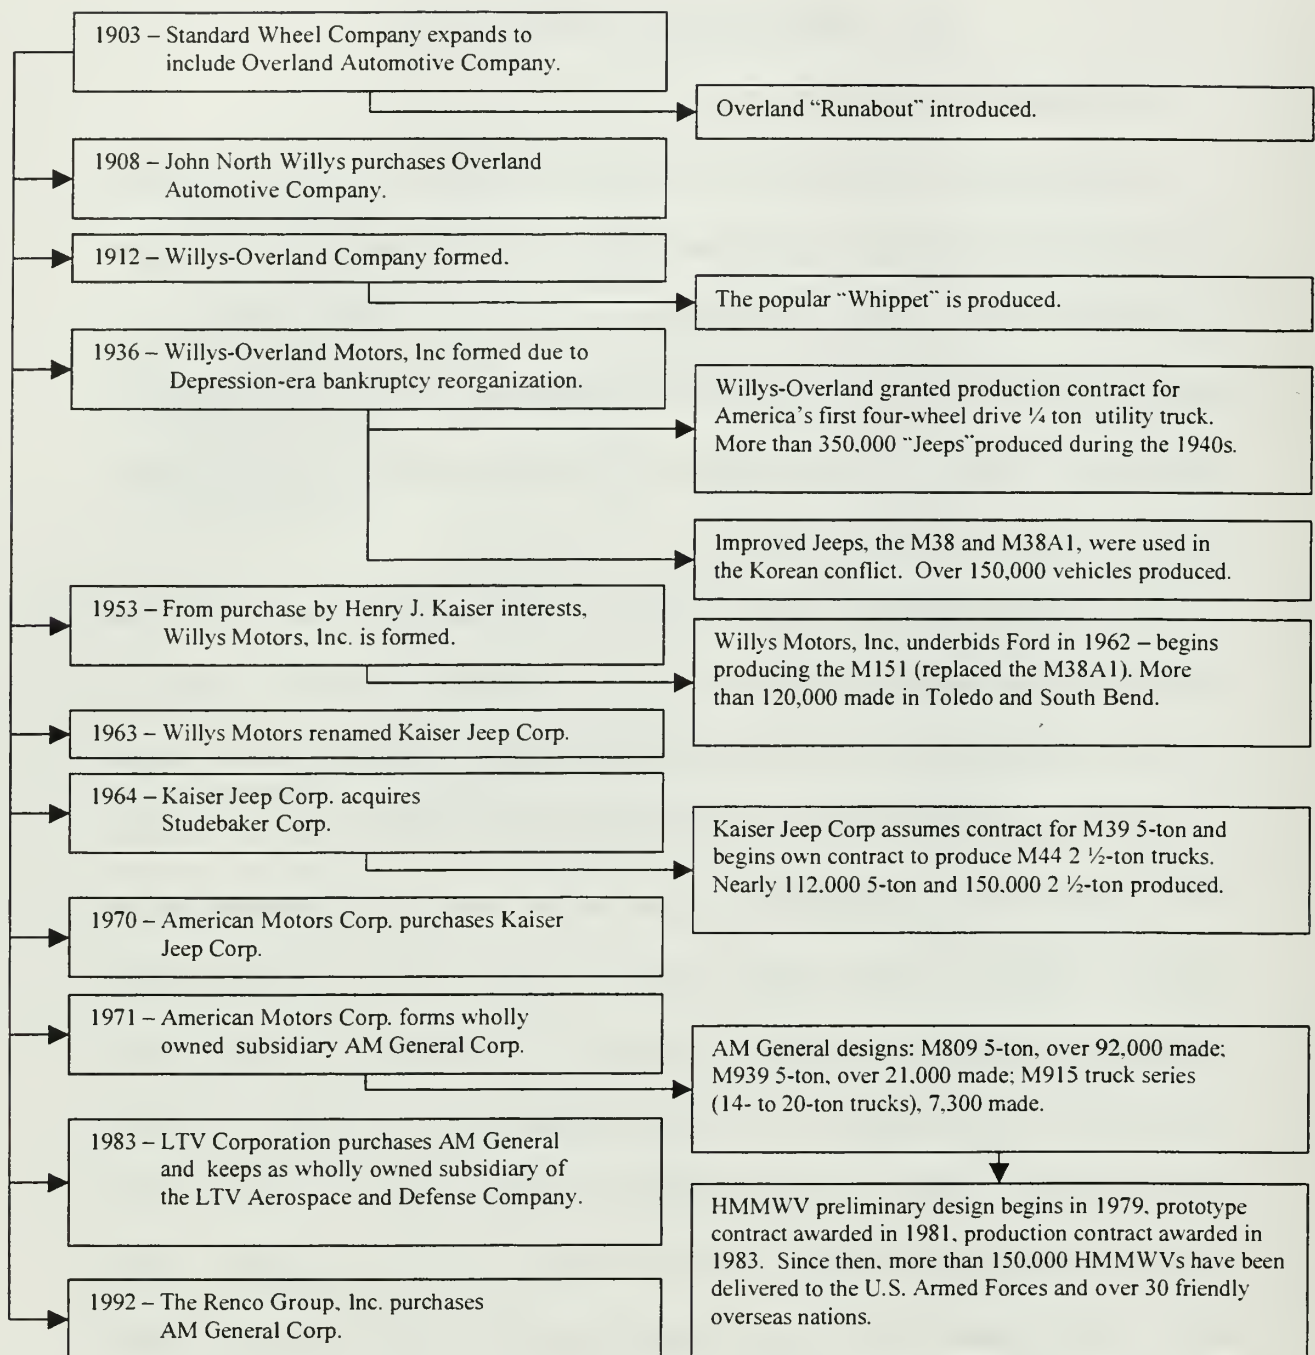 1903 – Standard Wheel Company expands to
include Overland Automotive Company.
Overland “Runabout” introduced.
1908 – John North Willys purchases Overland
Automotive Company.
1912 – Willys-Overland Company formed.
The popular “Whippet” is produced.
1936 – Willys-Overland Motors, Inc formed due to
Depression-era bankruptcy reorganization.
Willys-Overland granted production contract for
America’s first four-wheel drive ¼ ton utility truck.
More than 350,000 “Jeeps”produced during the 1940s.
Improved Jeeps, the M38 and M38A1, were used in
the Korean conflict. Over 150,000 vehicles produced.
1953 – From purchase by Henry J. Kaiser interests,
Willys Motors, Inc. is formed.
Willys Motors, Inc, underbids Ford in 1962 – begins
producing the M151 (replaced the M38A1). More
than 120,000 made in Toledo and South Bend.
1963 – Willys Motors renamed Kaiser Jeep Corp.
1964 – Kaiser Jeep Corp. acquires
Studebaker Corp.
Kaiser Jeep Corp assumes contract for M39 5-ton and
begins own contract to produce M44 2 ½-ton trucks.
Nearly 112,000 5-ton and 150,000 2 ½-ton produced.
1970 – American Motors Corp. purchases Kaiser
Jeep Corp.
1971 – American Motors Corp. forms wholly
owned subsidiary AM General Corp.
AM General designs: M809 5-ton, over 92,000 made;
M939 5-ton, over 21,000 made; M915 truck series
(14- to 20-ton trucks), 7,300 made.
1983 – LTV Corporation purchases AM General
and keeps as wholly owned subsidiary of
the LTV Aerospace and Defense Company.
HMMWV preliminary design begins in 1979, prototype
contract awarded in 1981, production contract awarded in
1983. Since then, more than 150,000 HMMWVs have been
delivered to the U.S. Armed Forces and over 30 friendly
overseas nations.
1992 – The Renco Group, Inc. purchases
AM General Corp.